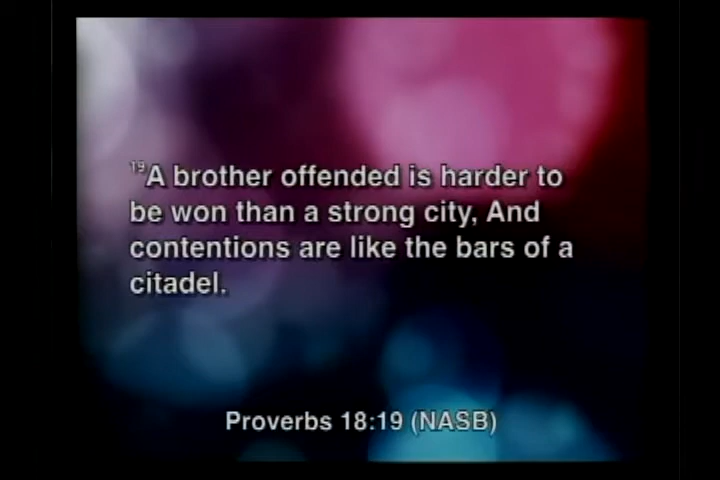 19A brother offended is harder to
be won than a strong city, And
contentions are like the bars of a
citadel.
Proverbs 18:19 (NASB)